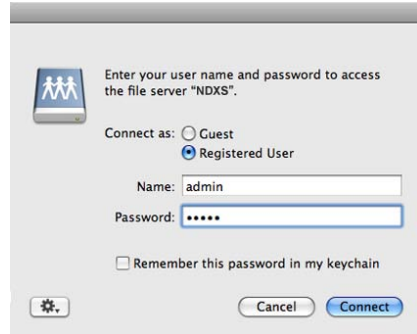 Enter your user name and password to access
the file server “NDXS”.
Connect as: Guest
Registered User
Name: admin
Password: •••••
Remember this password in my keychain
Cancel Connect